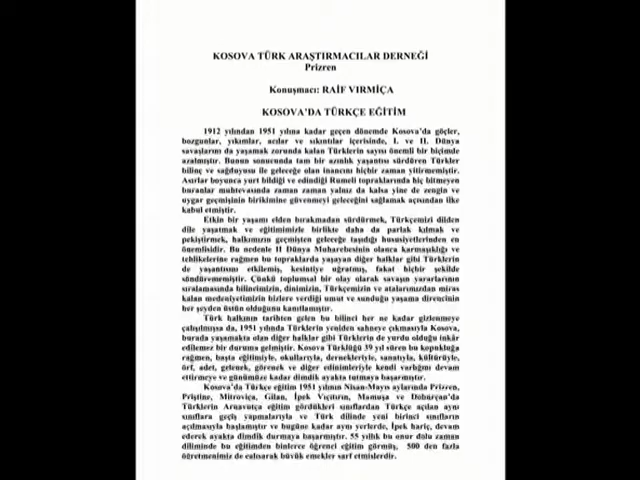 KOSOVA TÜRK ARAŞTIRMACILAR DERNEĞİ
Prizren
Konuşmacı: RAİF VIRMİÇA
KOSOVA'DA TÜRKÇE EĞİTİM
1912 yılından 1951 yılına kadar geçen dönemde Kosova'da göçler,
bozgunlar, yıkımlar, acılar ve sıkıntılar içerisinde, I. ve II. Dünya
savaşlarını da yaşamak zorunda kalan Türklerin sayısı önemli bir biçimde
azalmıştır. Bunun sonucunda tam bir azınlık yaşantısı sürdüren Türkler
bilinç ve sağduyusu ile geleceğe olan inancını hiçbir zaman yitirmemiştir.
Asırlar boyunca yurt bildiği ve edindiği Rumeli topraklarında hiç bitmeyen
buranlar muhtevasında zaman zaman yalnız da kalsa yine de zengin ve
uygar geçmişinin birikimine güvenmeyi geleceğini sağlamak açısından ilke
kabul etmiştir.
Etkin bir yaşamı elden bırakmadan sürdürmek, Türkçemizi dilden
dile yaşatmak ve eğitimimizle birlikte daha da parlak kılmak ve
pekiştirmek, halkımızın geçmişten geleceğe taşıdığı hususiyetlerinden en
önemlisidir. Bu nedenle II Dünya Muharebesinin olanca karmaşıklığı ve
tehlikelerine rağmen bu topraklarda yaşayan diğer halklar gibi Türklerin
de yaşantısını etkilemiş, kesintiye uğratmış, fakat hiçbir şekilde
söndürememiştir. Çünkü toplumsal bir olay olarak savaşın yararlarının
sıralamasında bilincimizin, dinimizin, Türkçemizin ve atalarımızdan miras
kalan medeniyetimizin bizlere verdiği umut ve sunduğu yaşama direncinin
her şeyden üstün olduğunu kanıtlamıştır.
Türk halkının tarihten gelen bu bilinci her ne kadar gizlenmeye
çalışılmışsa da, 1951 yılında Türklerin yeniden sahneye çıkmasıyla Kosova,
burada yaşamakta olan diğer halklar gibi Türklerin de yurdu olduğu inkâr
edilemez bir duruma gelmiştir. Kosova Türklüğü 39 yıl süren bu kopukluğa
rağmen, başta eğitimiyle, okullarıyla, dernekleriyle, sanatıyla, kültürüyle,
örf, adet, gelenek, görenek ve diğer edinimleriyle kendi varlığını devam
ettirmeye ve günümüze kadar dimdik ayakta tutmaya başarmıştır.
Kosova'da Türkçe eğitim 1951 yılının Nisan-Mayıs aylarında Prizren,
Priştine, Mitroviça, Gilan, İpek Vıçıtırın, Mamuşa ve Dobırçan'da
Türklerin Arnavutça eğitim gördükleri sınıflardan Türkçe açılan aynı
sınıflara geçiş yapmalarıyla ve Türk dilinde yeni birinci sınıfların
açılmasıyla başlamıştır ve bugüne kadar aynı yerlerde, İpek hariç, devam
ederek ayakta dimdik durmaya başarmıştır. 55 yıllık bu onur dolu zaman
diliminde bu eğitimden binlerce öğrenci eğitim görmüş, 500 den fazla
öğretmenimiz de çalışarak büyük emekler sarf etmişlerdir.